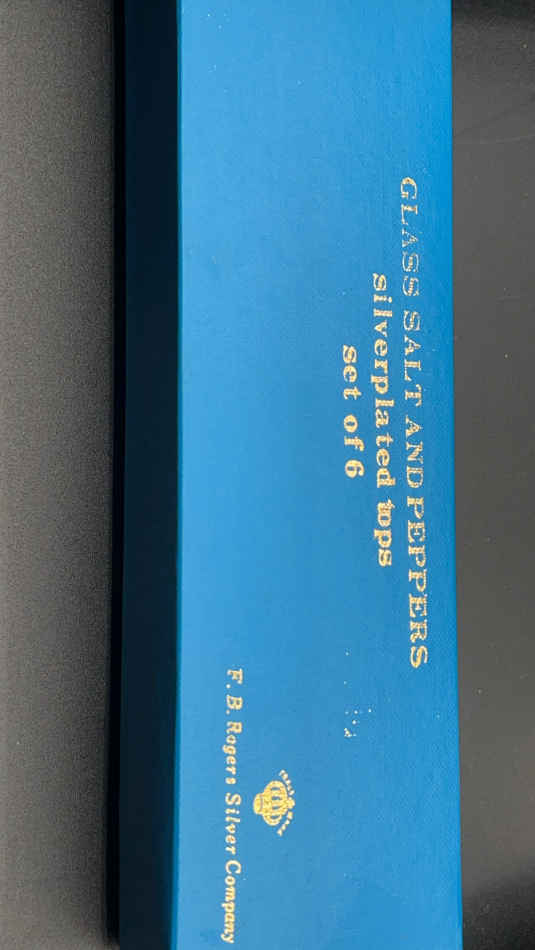 GLASS SALT AND PEPPERS
silverplated tops
set of 6
F. B. Rogers Silver Company